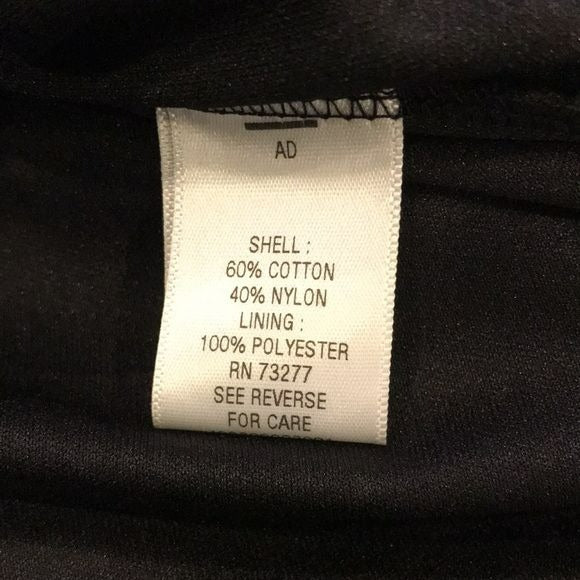 AD
SHELL :
60% COTTON
40% NYLON
LINING :
100% POLYESTER
RN 73277
SEE REVERSE
FOR CARE